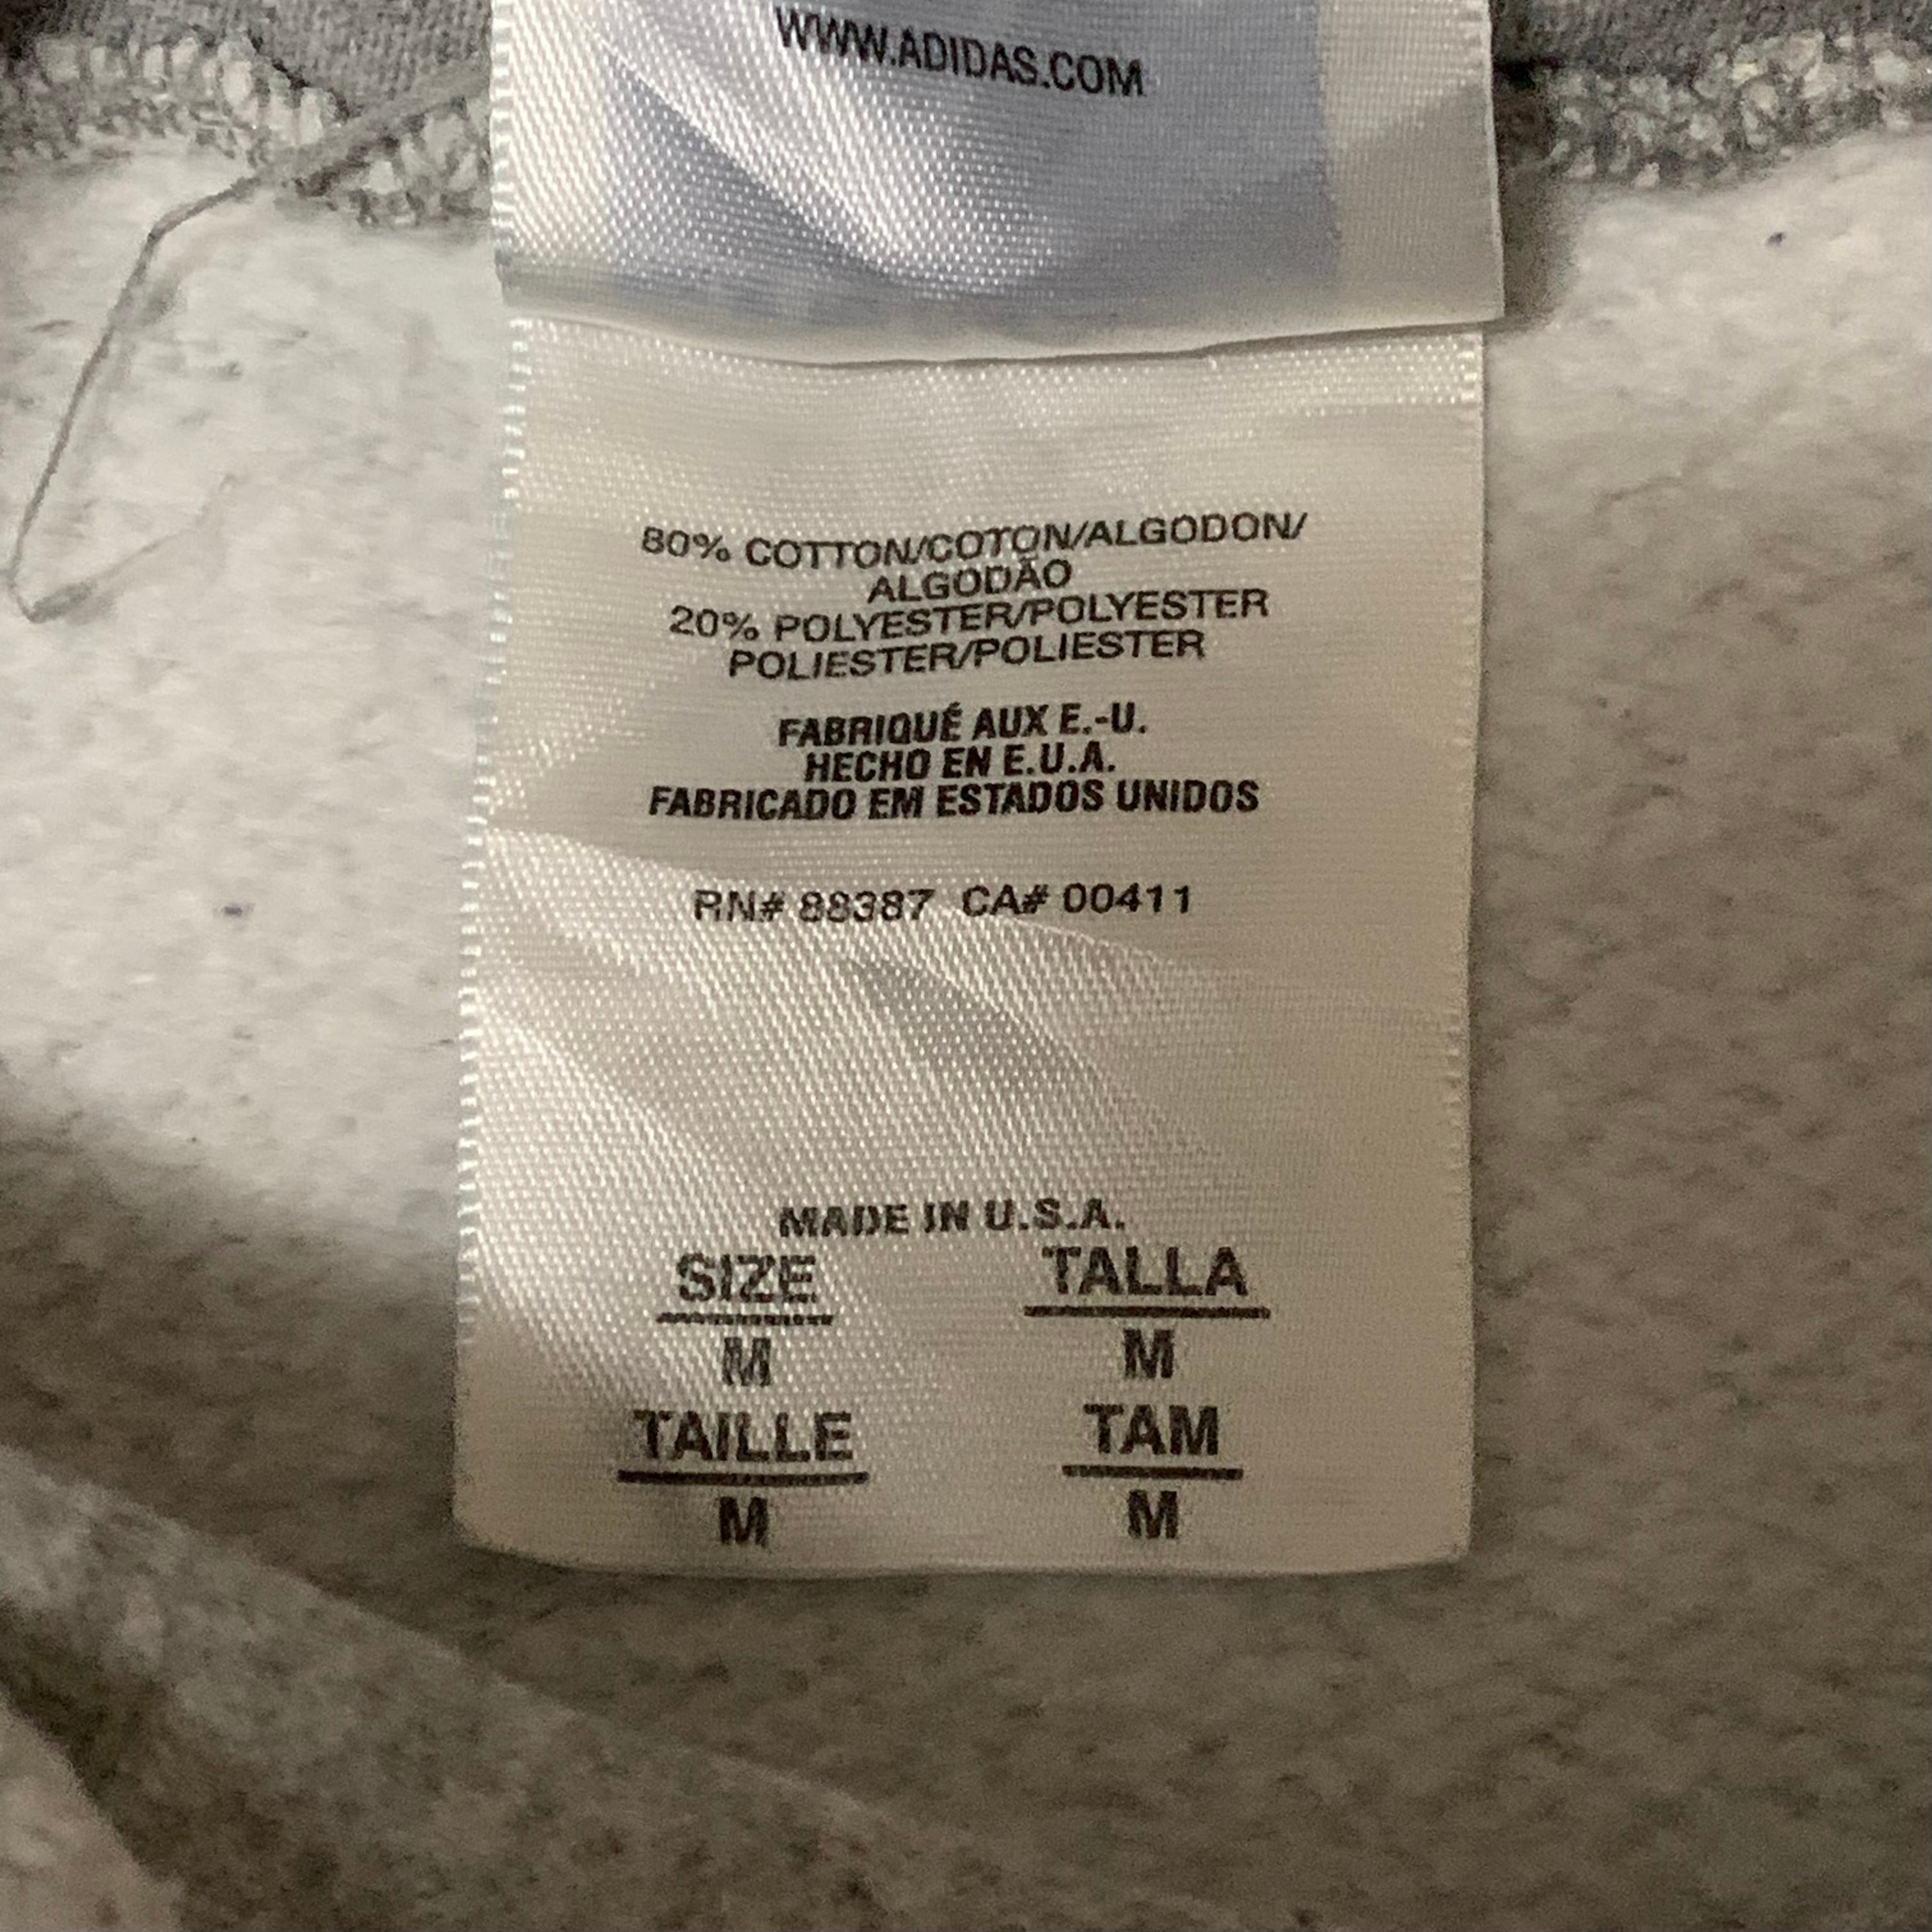 WWW.ADIDAS.COM
80% COTTON/COTON/ALGODON/
ALGODÃO
20% POLYESTER/POLYESTER
POLIESTER/POLIESTER
FABRIQUÉ AUX E.-U.
HECHO EN E.U.A.
FABRICADO EM ESTADOS UNIDOS
RN# 88387 CA# 00411
MADE IN U.S.A.
SIZE TALLA
M M
TAILLE TAM
M M